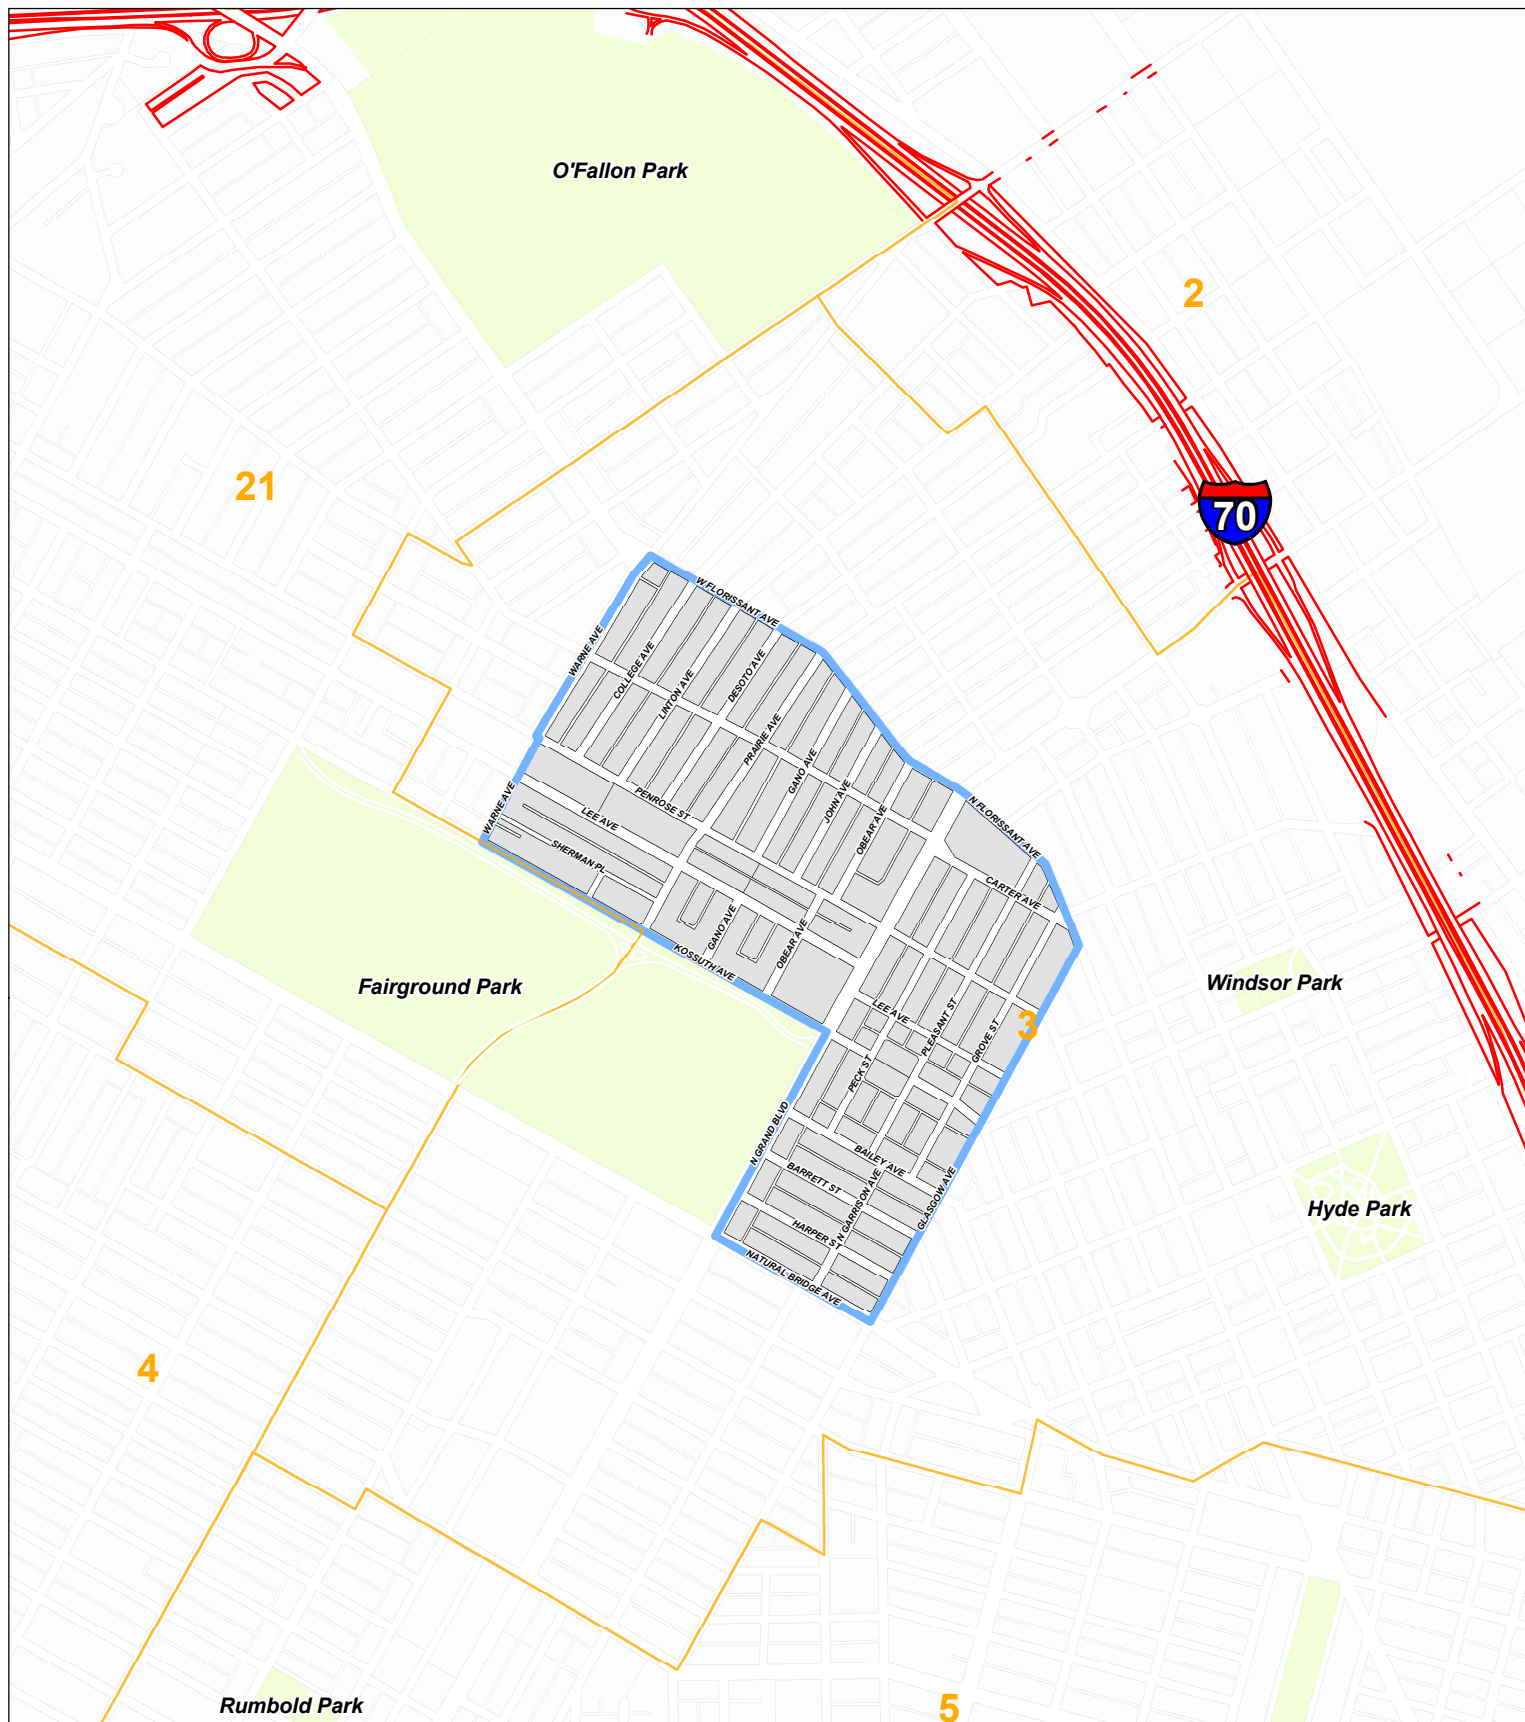 O'Fallon Park
2
21
70
W FLORISSANT AVE
WARNE AVE
COLLEGE AVE
LINTON AVE
DESOTO AVE
PRAIRIE AVE
GANO AVE
JOHN AVE
OBEAR AVE
N FLORISSANT AVE
WARNE AVE
PENROSE ST
LEE AVE
SHERMAN PL
CARTER AVE
GANO AVE
OBEAR AVE
KOSSUTH AVE
Fairground Park
Windsor Park
LEE AVE
PLEASANT ST
GROVE ST
3
PECK ST
N GRAND BLVD
BAILEY AVE
BARRETT ST
N GARRISON AVE
GLASGOW AVE
HARPER ST
NATURAL BRIDGE AVE
Hyde Park
4
Rumbold Park
5